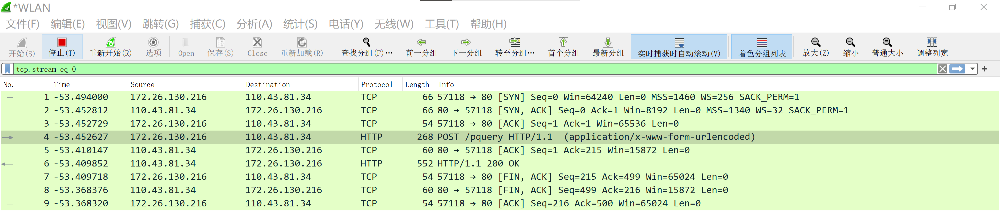 *WLAN
文件(F) 编辑(E) 视图(V) 跳转(G) 捕获(C) 分析(A) 统计(S) 电话(Y) 无线(W) 工具(T) 帮助(H)
开始(S) 停止(T) 重新开始(R) 选项 Open 保存(S) Close 重新加载(R) 查找分组(F)… 前一分组 下一分组 转至分组… 首个分组 最新分组 实时捕获时自动滚动(V) 着色分组列表 放大(Z) 缩小 普通大小 调整列宽
tcp.stream eq 0
No. Time Source Destination Protocol Length Info
1 -53.494000 172.26.130.216 110.43.81.34 TCP 66 57118 → 80 [SYN] Seq=0 Win=64240 Len=0 MSS=1460 WS=256 SACK_PERM=1
2 -53.452812 110.43.81.34 172.26.130.216 TCP 66 80 → 57118 [SYN, ACK] Seq=0 Ack=1 Win=8192 Len=0 MSS=1340 WS=32 SACK_PERM=1
3 -53.452729 172.26.130.216 110.43.81.34 TCP 54 57118 → 80 [ACK] Seq=1 Ack=1 Win=65536 Len=0
4 -53.452627 172.26.130.216 110.43.81.34 HTTP 268 POST /pquery HTTP/1.1 (application/x-www-form-urlencoded)
5 -53.410147 110.43.81.34 172.26.130.216 TCP 60 80 → 57118 [ACK] Seq=1 Ack=215 Win=15872 Len=0
6 -53.409852 110.43.81.34 172.26.130.216 HTTP 552 HTTP/1.1 200 OK
7 -53.409718 172.26.130.216 110.43.81.34 TCP 54 57118 → 80 [FIN, ACK] Seq=215 Ack=499 Win=65024 Len=0
8 -53.368376 110.43.81.34 172.26.130.216 TCP 60 80 → 57118 [FIN, ACK] Seq=499 Ack=216 Win=15872 Len=0
9 -53.368320 172.26.130.216 110.43.81.34 TCP 54 57118 → 80 [ACK] Seq=216 Ack=500 Win=65024 Len=0